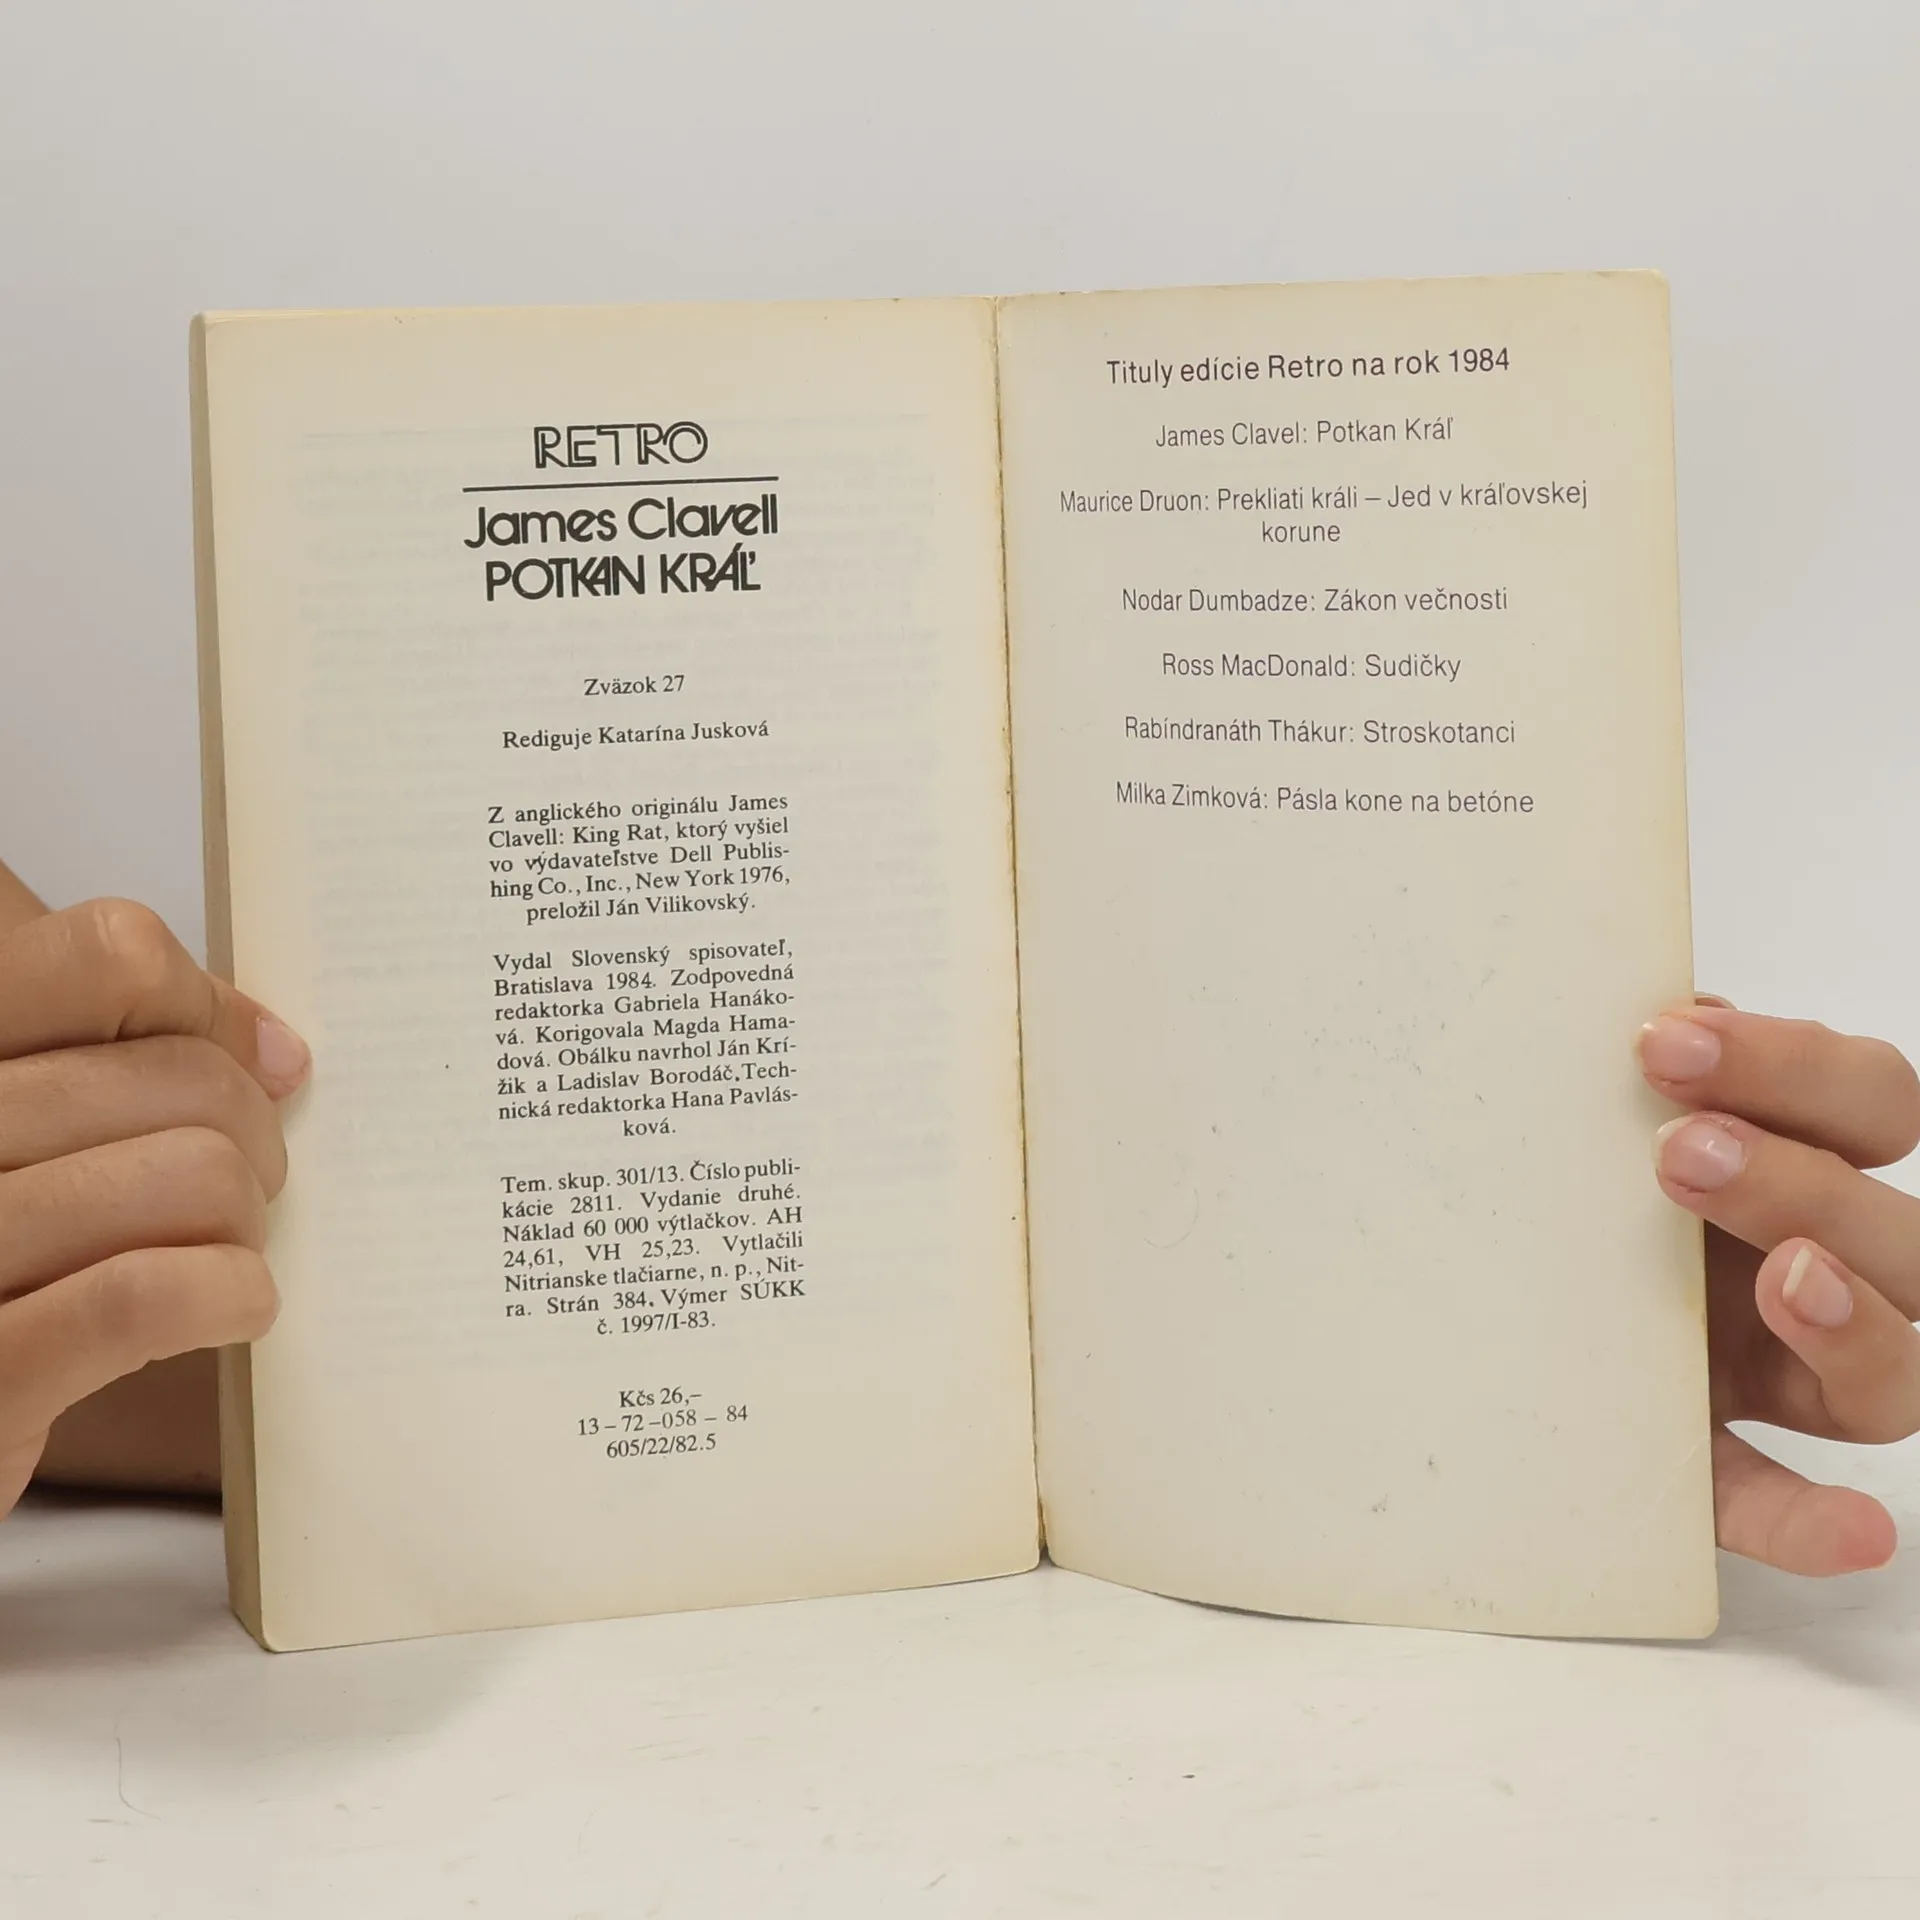 RETRO
James Clavell
POTKAN KRÁĽ
Zväzok 27
Rediguje Katarína Jusková
Z anglického originálu James
Clavell: King Rat, ktorý vyšiel
vo vydavateľstve Dell Publis-
hing Co., Inc., New York 1976,
preložil Ján Vilikovský.
Vydal Slovenský spisovateľ,
Bratislava 1984. Zodpovedná
redaktorka Gabriela Hanáko-
vá. Korigovala Magda Hama-
dová. Obálku navrhol Ján Krí-
žik a Ladislav Borodáč. Tech-
nická redaktorka Hana Pavlás-
ková.
Tem. skup. 301/13. Číslo publi-
kácie 2811. Vydanie druhé.
Náklad 60 000 výtlačkov. AH
24,61, VH 25,23. Vytlačili
Nitrianske tlačiarne, n. p., Nit-
ra. Strán 384. Výmer SÚKK
č. 1997/I-83.
Kčs 26,–
13 – 72 –058 – 84
605/22/82.5
Tituly edície Retro na rok 1984
James Clavel: Potkan Kráľ
Maurice Druon: Prekliati králi – Jed v kráľovskej
korune
Nodar Dumbadze: Zákon večnosti
Ross MacDonald: Sudičky
Rabíndranáth Thákur: Stroskotanci
Milka Zimková: Pásla kone na betóne